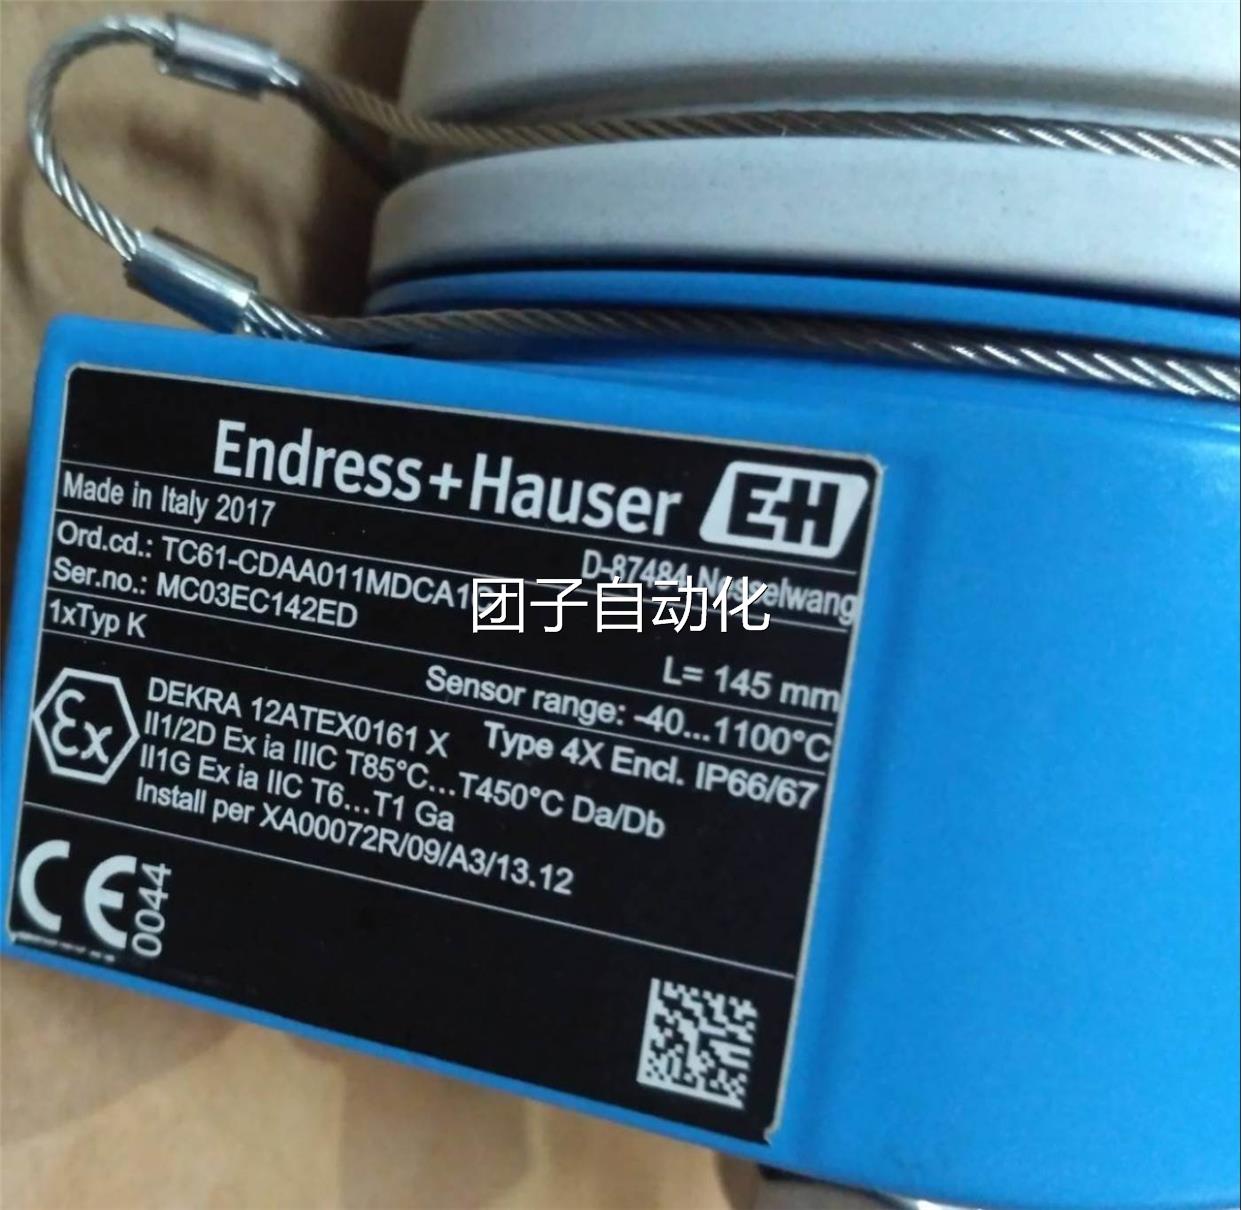 Endress+Hauser EH
Made in Italy 2017
D-87484 Nesselwang
Ord.cd.: TC61-CDAA011MDCA1
Ser.no.: MC03EC142ED
团子自动化
1xTyp K
L= 145 mm
Sensor range: -40...1100°C
Type 4X Encl. IP66/67
Ex
DEKRA 12ATEX0161 X
II1/2D Ex ia IIIC T85°C...T450°C Da/Db
II1G Ex ia IIC T6...T1 Ga
Install per XA00072R/09/A3/13.12
CE 0044